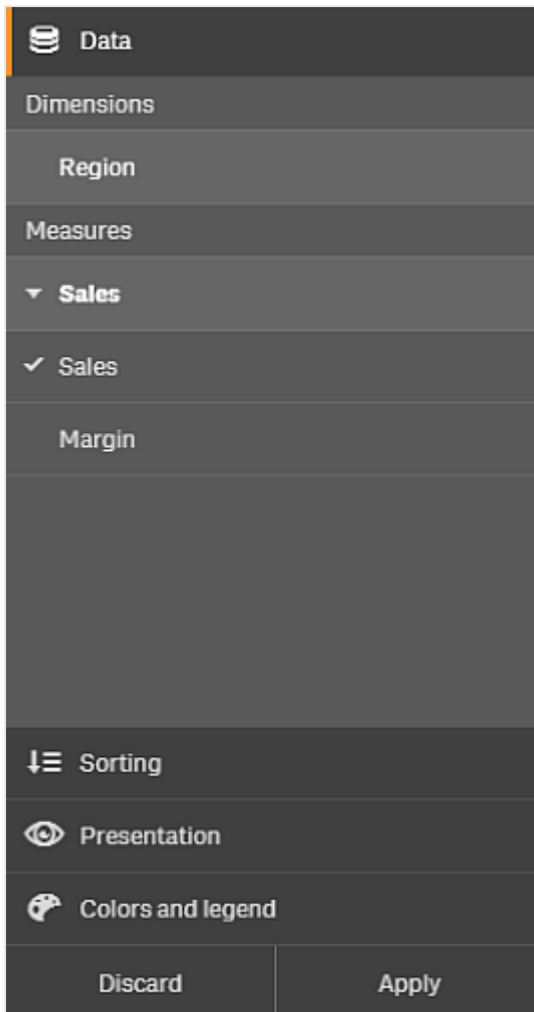 Data
Dimensions
Region
Measures
Sales
Sales
Margin
Sorting
Presentation
Colors and legend
Discard Apply